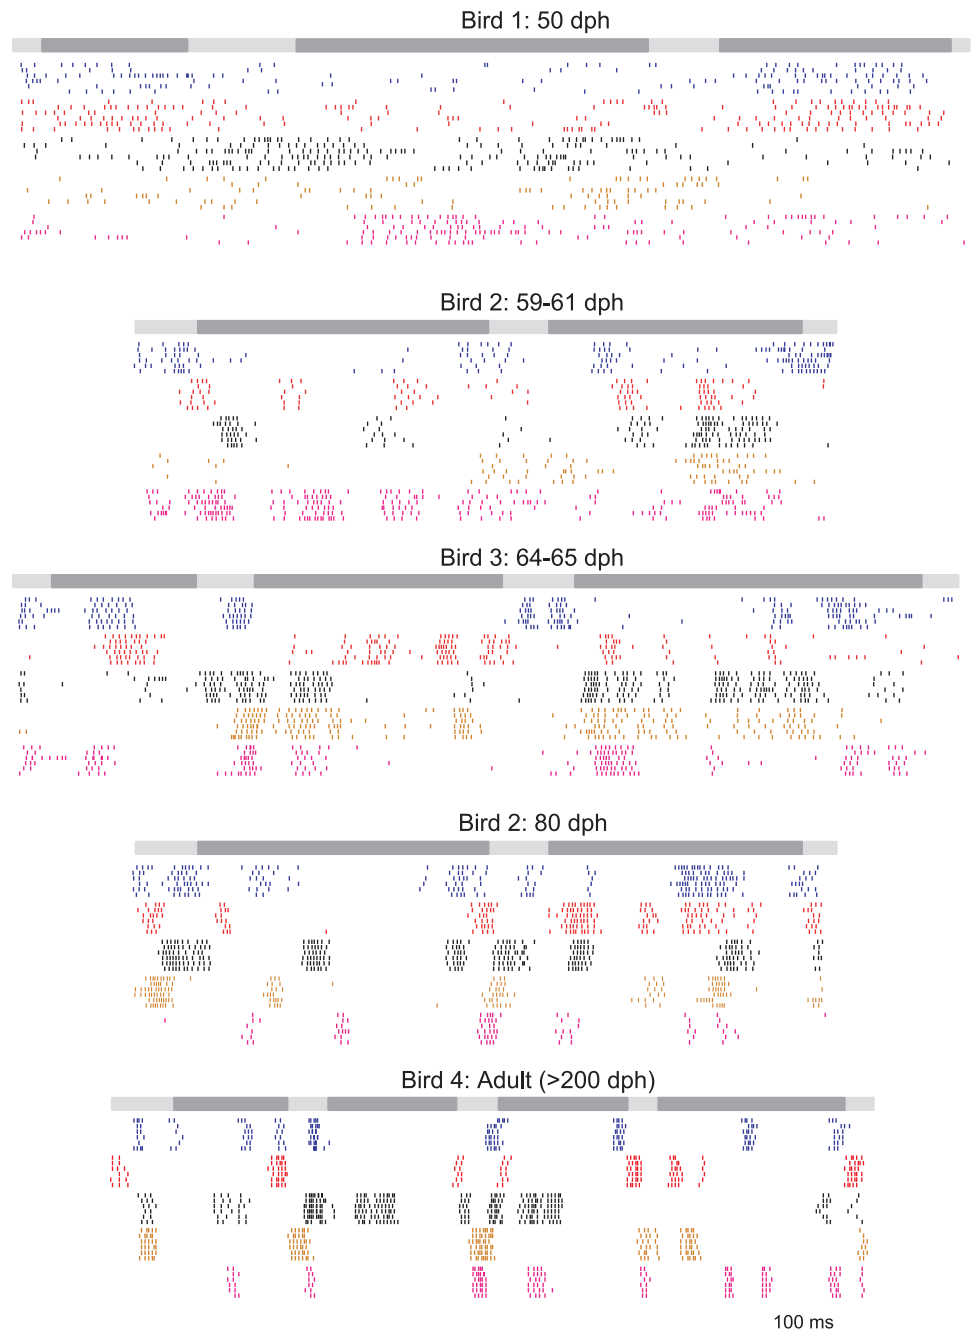 Bird 1: 50 dph
Bird 2: 59-61 dph
Bird 3: 64-65 dph
Bird 2: 80 dph
Bird 4: Adult (>200 dph)
100 ms